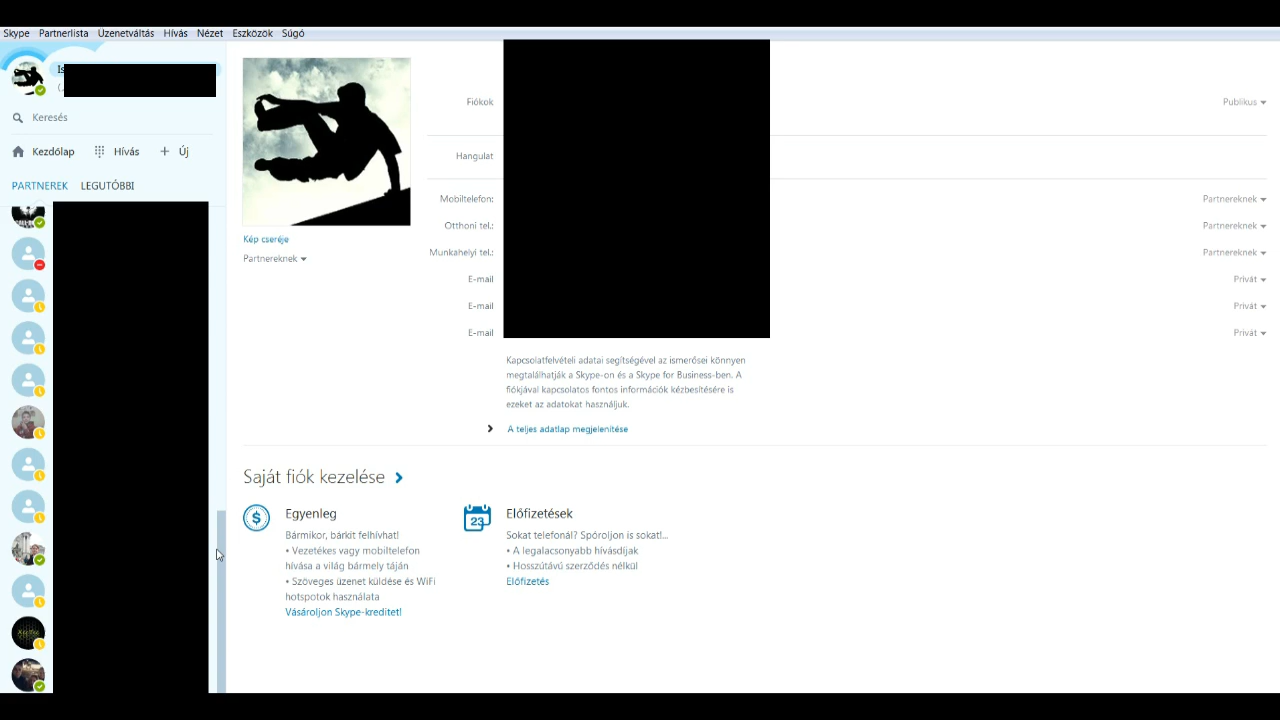 Skype Partnerlista Üzenetváltás Hívás Nézet Eszközök Súgó
Keresés
Kezdőlap Hívás Új
PARTNEREK LEGUTÓBBI
Kép cseréje
Partnereknek
Fiókok Publikus
Hangulat
Mobiltelefon: Partnereknek
Otthoni tel.: Partnereknek
Munkahelyi tel.: Partnereknek
E-mail Privát
E-mail Privát
E-mail Privát
Kapcsolatfelvételi adatai segítségével az ismerősei könnyen
megtalálhatják a Skype-on és a Skype for Business-ben. A
fiókjával kapcsolatos fontos információk kézbesítésére is
ezeket az adatokat használjuk.
A teljes adatlap megjelenítése
Saját fiók kezelése
Egyenleg
Bármikor, bárkit felhívhat!
• Vezetékes vagy mobiltelefon
hívása a világ bármely táján
• Szöveges üzenet küldése és WiFi
hotspotok használata
Vásároljon Skype-kreditet!
23
Előfizetések
Sokat telefonál? Spóroljon is sokat!...
• A legalacsonyabb hívásdíjak
• Hosszútávú szerződés nélkül
Előfizetés